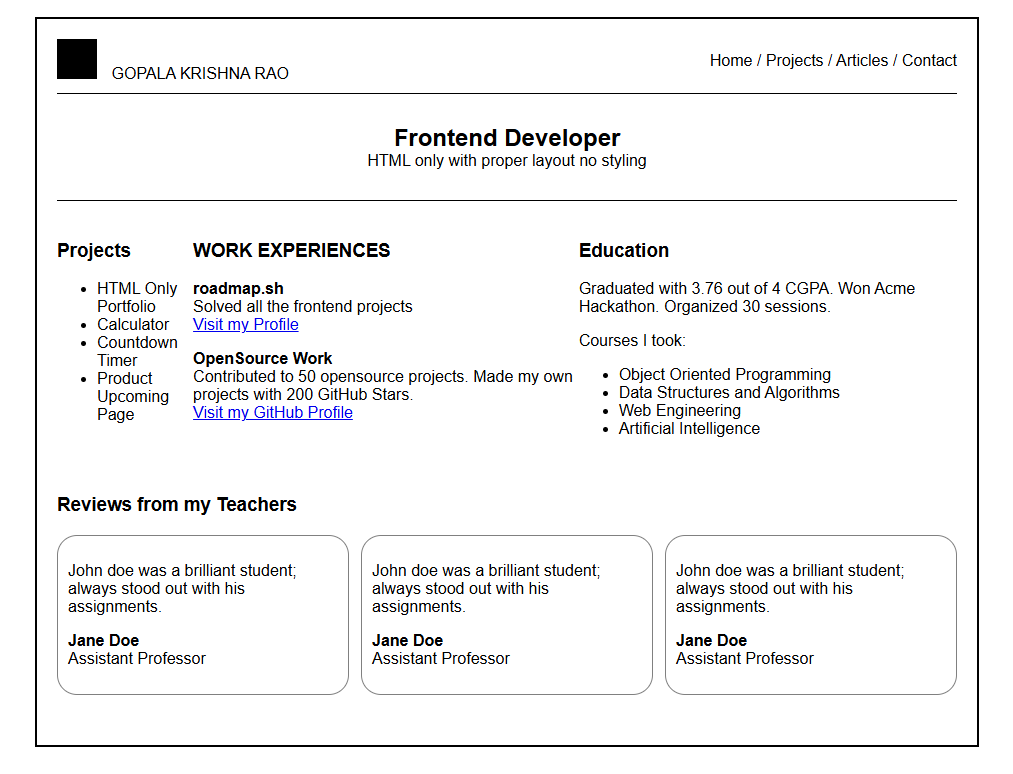 GOPALA KRISHNA RAO
Home / Projects / Articles / Contact
Frontend Developer
HTML only with proper layout no styling
Projects
HTML Only
Portfolio
Calculator
Countdown
Timer
Product
Upcoming
Page
WORK EXPERIENCES
roadmap.sh
Solved all the frontend projects
Visit my Profile
OpenSource Work
Contributed to 50 opensource projects. Made my own
projects with 200 GitHub Stars.
Visit my GitHub Profile
Education
Graduated with 3.76 out of 4 CGPA. Won Acme
Hackathon. Organized 30 sessions.
Courses I took:
Object Oriented Programming
Data Structures and Algorithms
Web Engineering
Artificial Intelligence
Reviews from my Teachers
John doe was a brilliant student;
always stood out with his
assignments.
Jane Doe
Assistant Professor
John doe was a brilliant student;
always stood out with his
assignments.
Jane Doe
Assistant Professor
John doe was a brilliant student;
always stood out with his
assignments.
Jane Doe
Assistant Professor